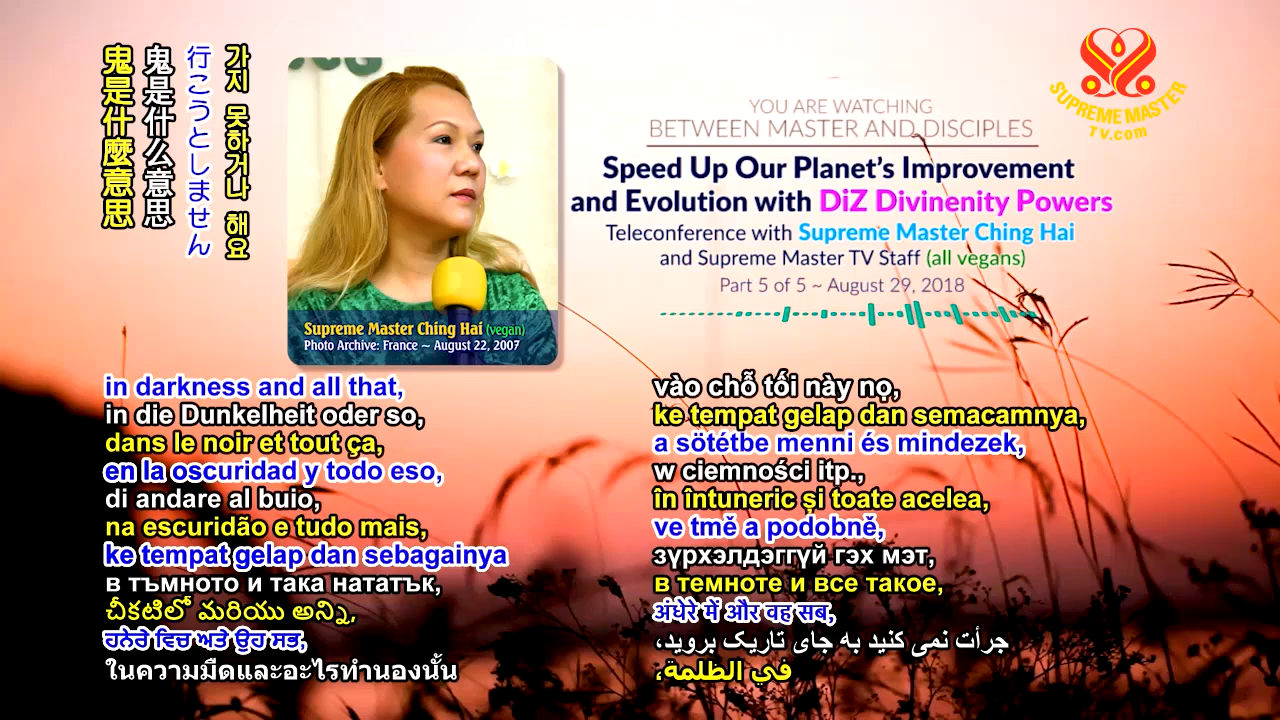 鬼是什麼意思
鬼是什么意思
行こうとしません
가지 못하거나 해요
YOU ARE WATCHING
BETWEEN MASTER AND DISCIPLES
Speed Up Our Planet's Improvement
and Evolution with DiZ Divinenity Powers
Teleconference with Supreme Master Ching Hai
and Supreme Master TV Staff (all vegans)
Part 5 of 5 ~ August 29, 2018
SUPREME MASTER
TV.com
Supreme Master Ching Hai (vegan)
Photo Archive: France ~ August 22, 2007
in darkness and all that,
in die Dunkelheit oder so,
dans le noir et tout ça,
en la oscuridad y todo eso,
di andare al buio,
na escuridão e tudo mais,
ke tempat gelap dan sebagainya
в тъмното и така нататък,
చీకటిలో మరియు అన్ని,
ਹਨੇਰੇ ਵਿਚ ਅਤੇ ਉਹ ਸਭ,
ในความมืดและอะไรทำนองนั้น
vào chỗ tối này nọ,
ke tempat gelap dan semacamnya,
a sötétbe menni és mindezek,
w ciemności itp.,
în întuneric și toate acelea,
ve tmě a podobně,
зүрхэлдэггүй гэх мэт,
в темноте и все такое,
अंधेरे में और वह सब,
جرأت نمی کنید به جای تاریک بروید،
في الظلمة،